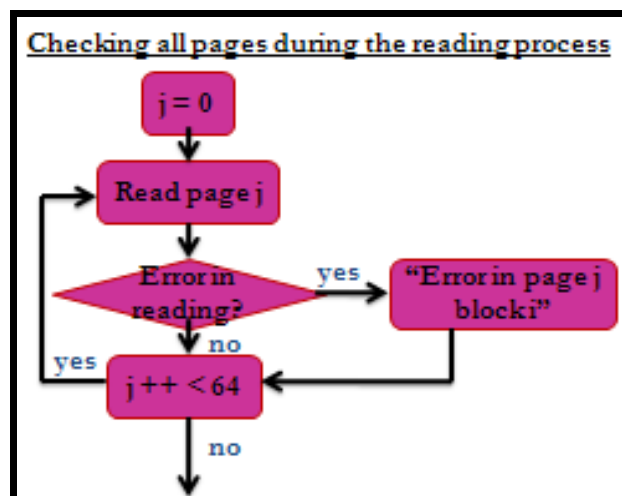 Checking all pages during the reading process
j = 0
Read page j
Error in
reading?
yes
“Error in page j
block i”
no
yes
j ++ < 64
no